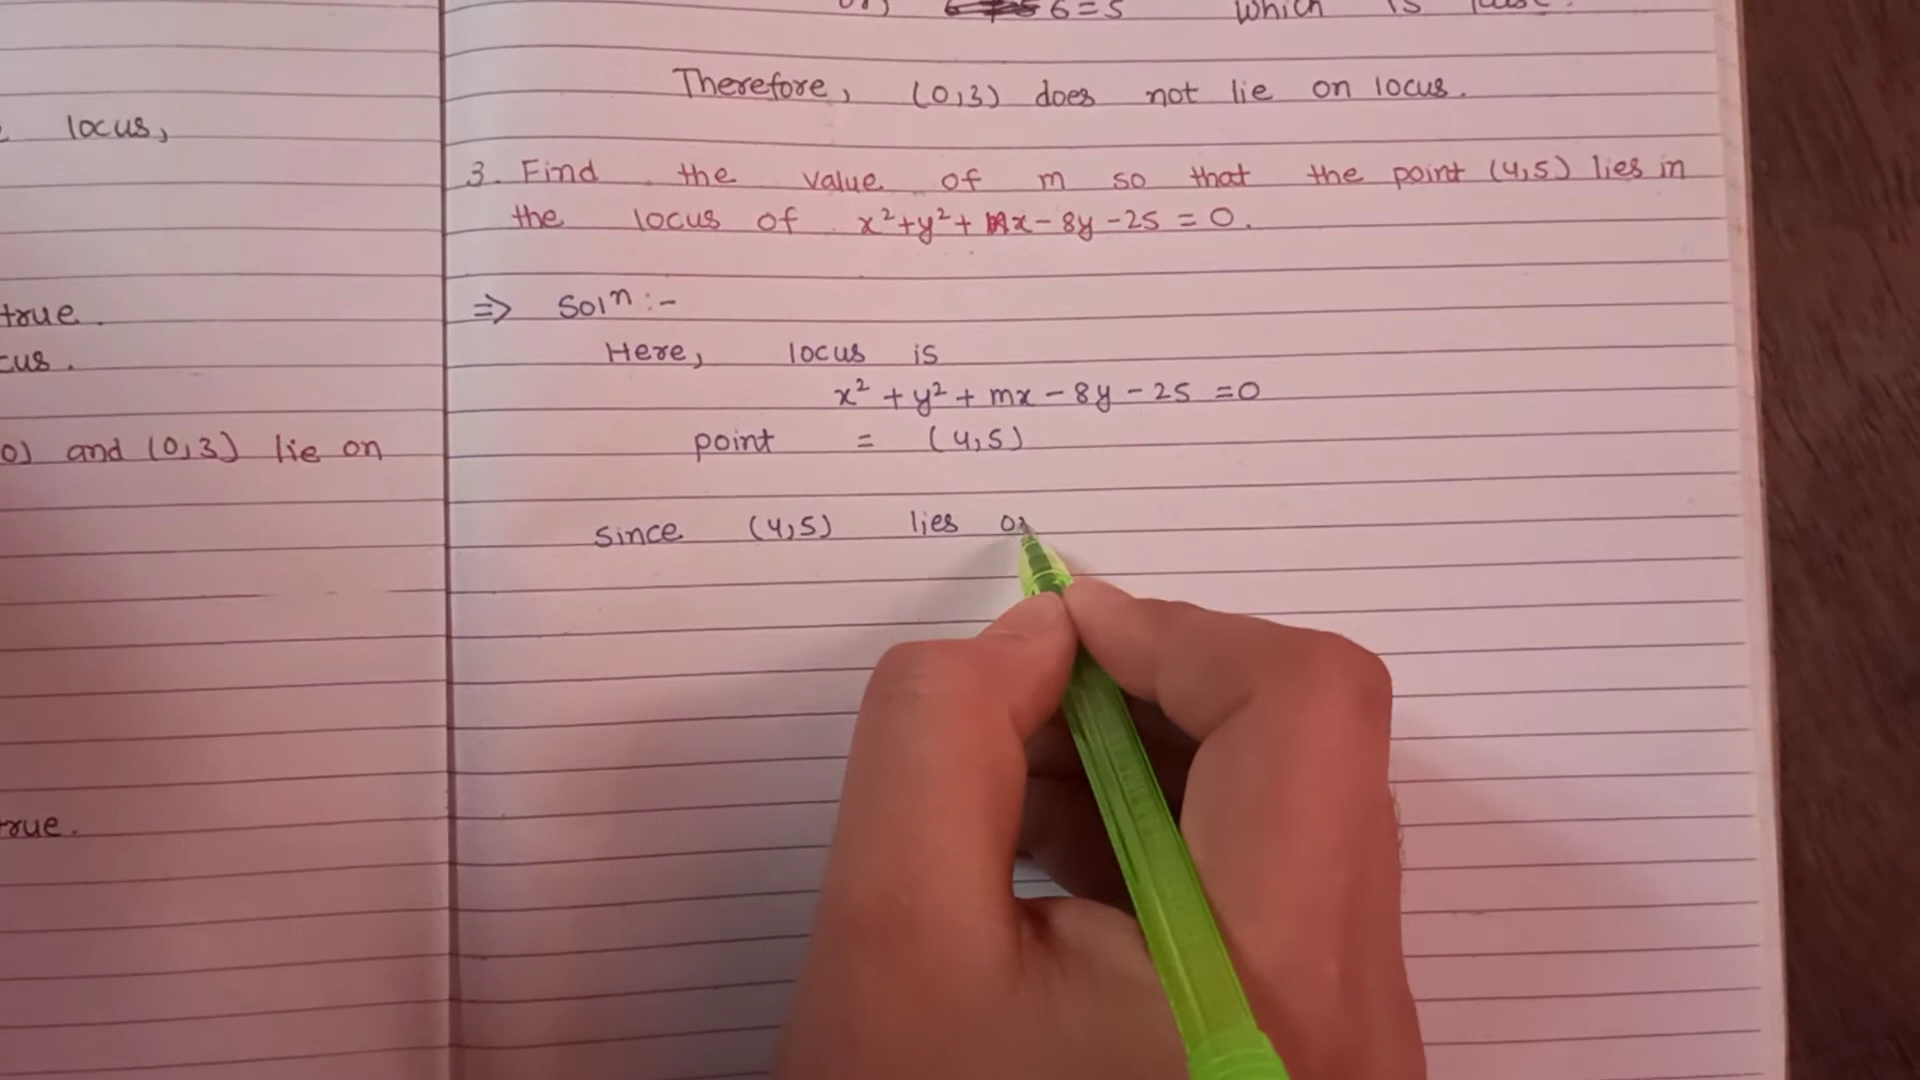 locus,
true.
cus.
0) and (0,3) lie on
rue.
6=5 which is
Therefore, (0,3) does not lie on locus.
3. Find the value of m so that the point (4,5) lies in
the locus of x²+y²+mx-8y-25=0.
⇒ Solⁿ:-
Here, locus is
x²+y²+mx-8y-25=0
point = (4,5)
since (4,5) lies on